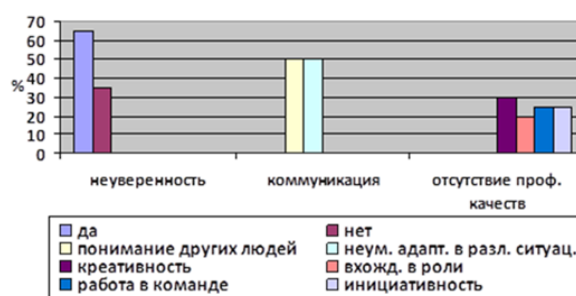 70
60
50
40
30
20
10
0
%
неуверенность
коммуникация
отсутствие проф.
качеств
да
нет
понимание других людей
неум. адапт. в разл. ситуац.
креативность
вхожд. в роли
работа в команде
инициативность